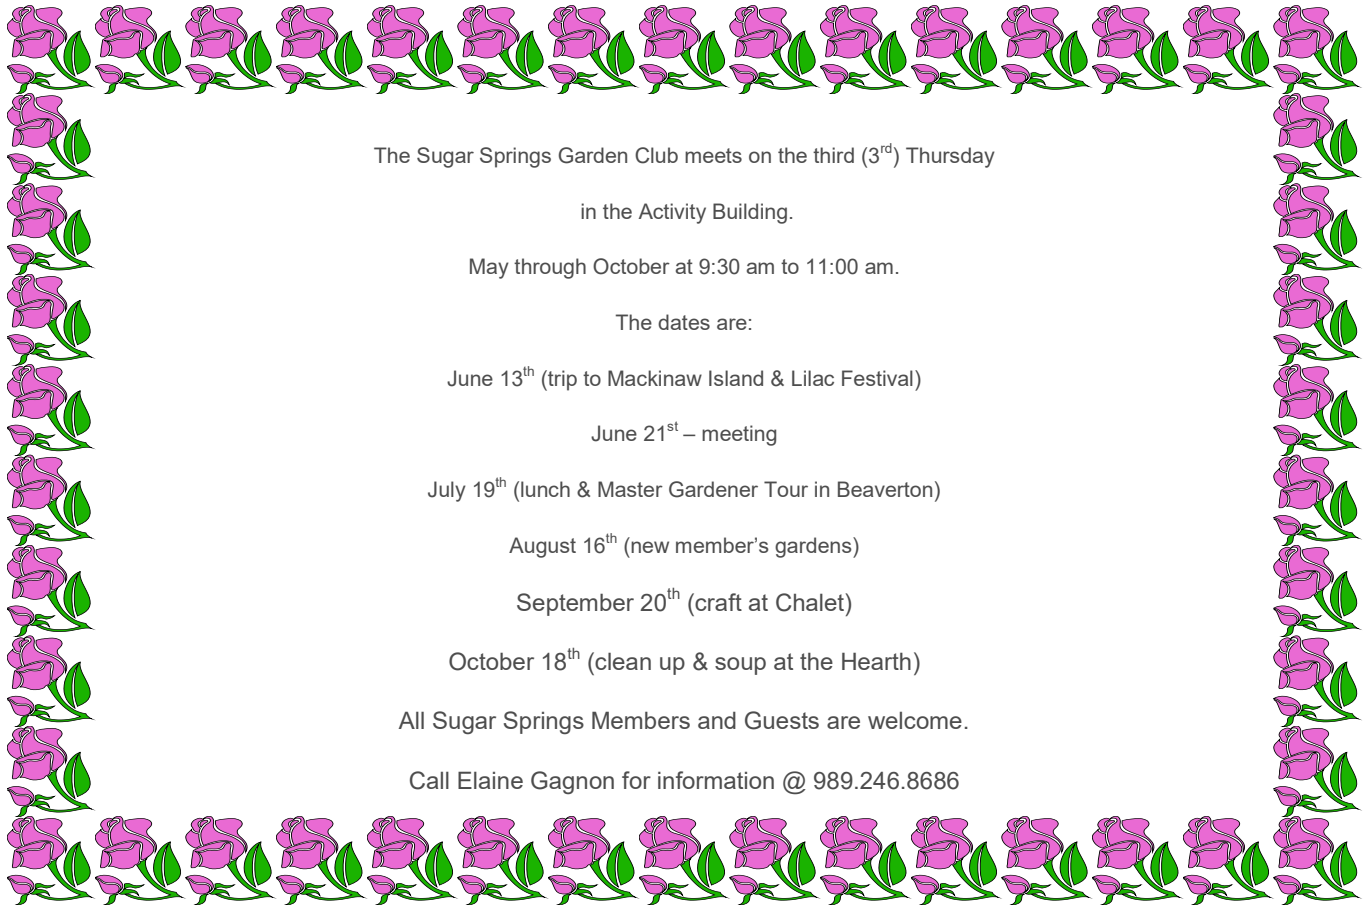 The Sugar Springs Garden Club meets on the third (3rd) Thursday
in the Activity Building.
May through October at 9:30 am to 11:00 am.
The dates are:
June 13th (trip to Mackinaw Island & Lilac Festival)
June 21st – meeting
July 19th (lunch & Master Gardener Tour in Beaverton)
August 16th (new member’s gardens)
September 20th (craft at Chalet)
October 18th (clean up & soup at the Hearth)
All Sugar Springs Members and Guests are welcome.
Call Elaine Gagnon for information @ 989.246.8686